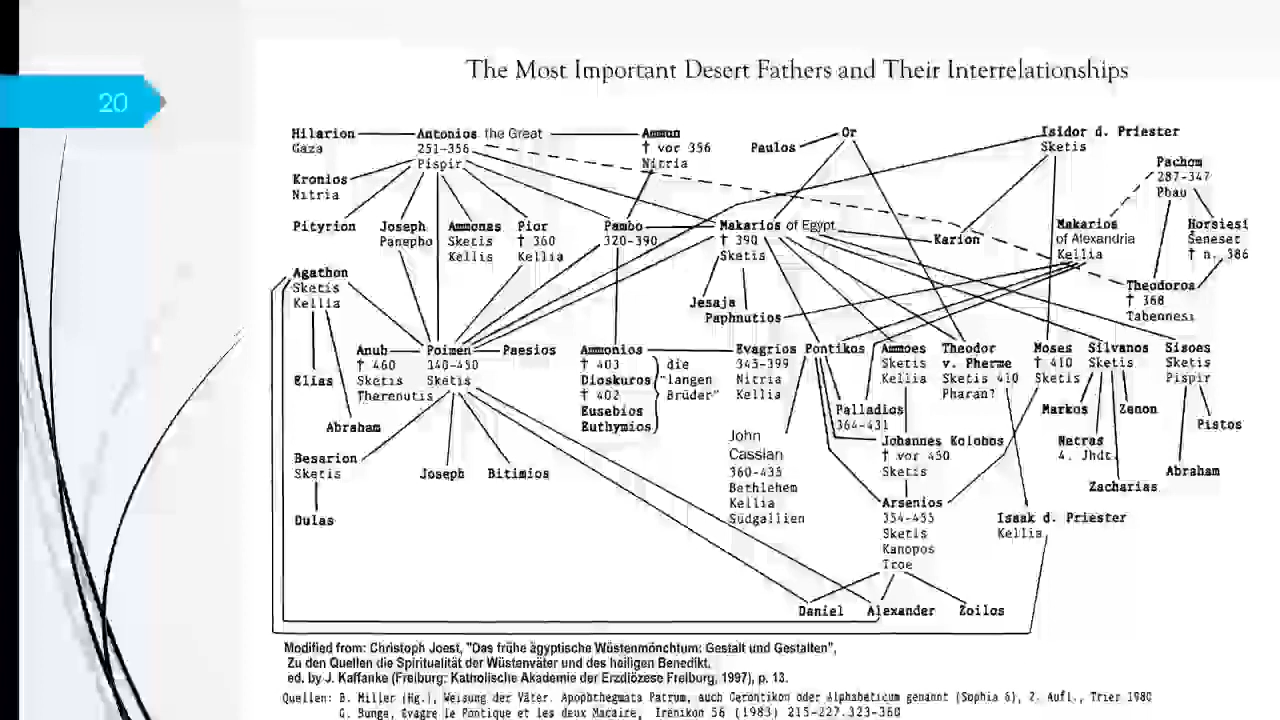 The Most Important Desert Fathers and Their Interrelationships
20
Hilarion
Gaza
Antonios the Great
251-356
Pispir
Ammun
† vor 356
Nitria
Paulos
Or
Isidor d. Priester
Sketis
Pachom
287-347
Pbau
Kronios
Nitria
Pityrion
Joseph
Panepho
Ammonas
Sketis
Kellis
Pior
† 360
Kellia
Pambo
320-390
Makarios of Egypt
† 390
Sketis
Karion
Makarios
of Alexandria
Kellia
Horsiesi
Seneset
† n. 386
Agathon
Sketis
Kellia
Jesaja
Paphnutios
Theodoros
† 368
Tabennesi
Anub
† 460
Sketis
Therenutis
Poimen
340-450
Sketis
Paesios
Ammonios
† 403
Dioskuros
† 402
Eusebios
Euthymios
die
"langen
Brüder"
Evagrios Pontikos
345-399
Nitria
Kellia
Ammoes
Sketis
Kellia
Theodor
v. Pherme
Sketis 410
Pharan?
Moses
† 410
Sketis
Silvanos
Sketis
Sisoes
Sketis
Pispir
Elias
Abraham
Palladios
364-431
Markos
Zenon
Pistos
John
Cassian
360-435
Bethlehem
Kellia
Südgallien
Johannes Kolobos
† vor 450
Sketis
Netras
4. Jhdt.
Abraham
Zacharias
Besarion
Sketis
Joseph
Bitimios
Dulas
Arsenios
354-455
Sketis
Kanopos
Troe
Isaak d. Priester
Kellia
Daniel
Alexander
Zoilos
Modified from: Christoph Joest, "Das frühe ägyptische Wüstenmönchtum: Gestalt und Gestalten",
Zu den Quellen die Spiritualität der Wüstenväter und des heiligen Benedikt,
ed. by J. Kaffanke (Freiburg: Katholische Akademie der Erzdiözese Freiburg, 1997), p. 13.
Quellen: B. Miller (Hg.), Weisung der Väter. Apophthegmata Patrum, auch Gerontikon oder Alphabeticum genannt (Sophia 6), 2. Aufl., Trier 1980
G. Bunge, Evagre le Pontique et les deux Macaire, Irénikon 56 (1983) 215-227.323-360